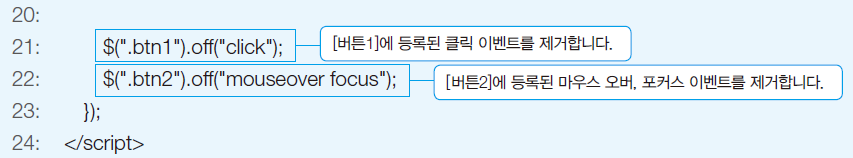 20:
21: $(".btn1").off("click"); [버튼1]에 등록된 클릭 이벤트를 제거합니다.
22: $(".btn2").off("mouseover focus"); [버튼2]에 등록된 마우스 오버, 포커스 이벤트를 제거합니다.
23: });
24: </script>